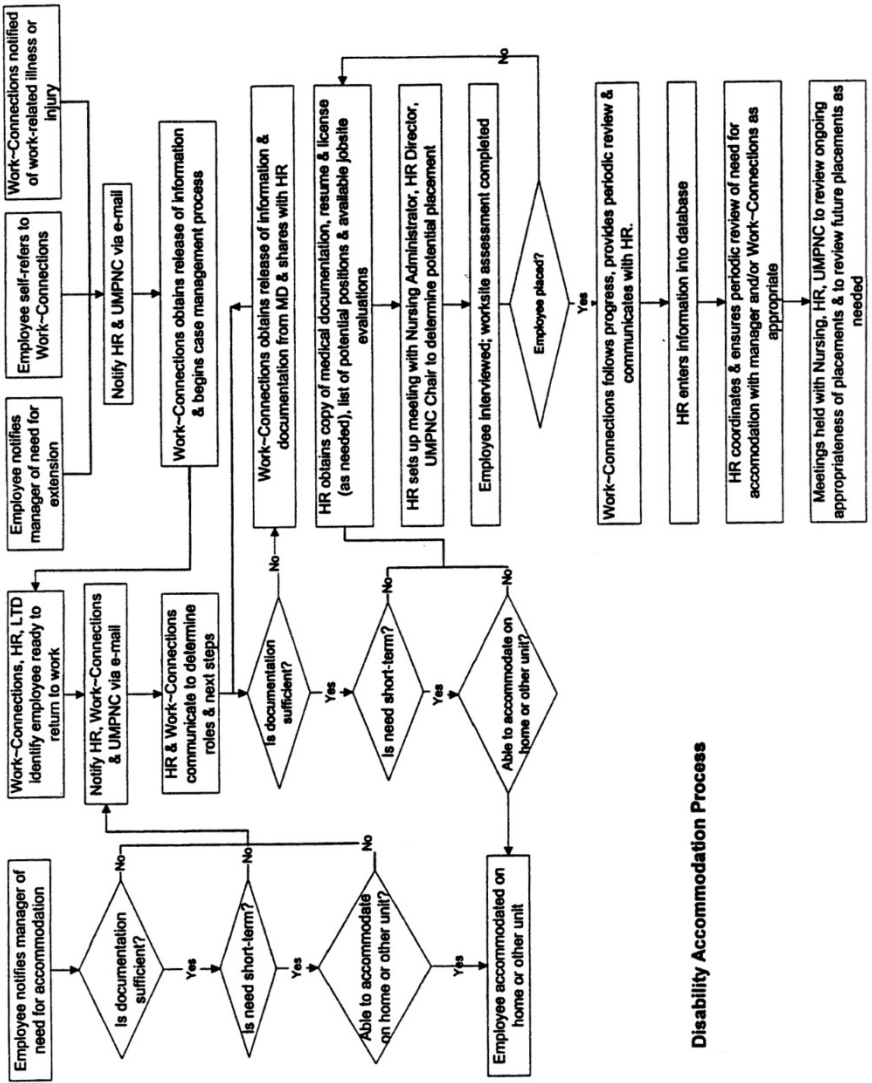 Employee notifies manager of
need for accommodation
Is documentation
sufficient?
No
Yes
Is need short-term?
No
Yes
Able to accommodate
on home or other unit?
No
Yes
Employee accommodated on
home or other unit
Work~Connections, HR, LTD
identify employee ready to
return to work
Notify HR, Work~Connections
& UMPNC via e-mail
HR & Work~Connections
communicate to determine
roles & next steps
Is documentation
sufficient?
No
Yes
Is need short-term?
No
Yes
Able to accommodate on
home or other unit?
No
Yes
Employee notifies
manager of need for
extension
Employee self-refers to
Work~Connections
Work~Connections notified
of work-related illness or
injury
Notify HR & UMPNC via e-mail
Work~Connections obtains release of information
& begins case management process
Work~Connections obtains release of information &
documentation from MD & shares with HR
HR obtains copy of medical documentation, resume & license
(as needed), list of potential positions & available jobsite
evaluations
HR sets up meeting with Nursing Administrator, HR Director,
UMPNC Chair to determine potential placement
Employee interviewed; worksite assessment completed
Employee placed?
No
Yes
Work~Connections follows progress, provides periodic review &
communicates with HR.
HR enters information into database
HR coordinates & ensures periodic review of need for
accomodation with manager and/or Work~Connections as
appropriate
Meetings held with Nursing, HR, UMPNC to review ongoing
appropriateness of placements & to review future placements as
needed
Disability Accommodation Process